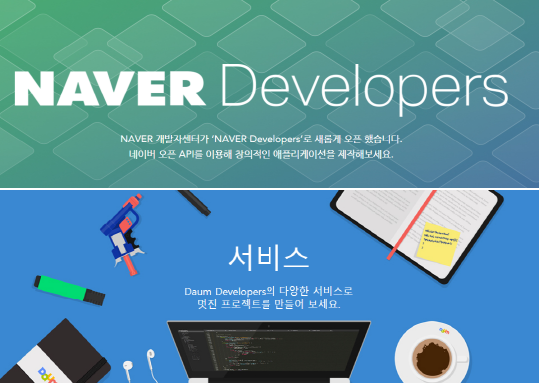 NAVER Developers
NAVER 개발자센터가 'NAVER Developers'로 새롭게 오픈 했습니다.
네이버 오픈 API를 이용해 창의적인 애플리케이션을 제작해보세요.
서비스
Daum Developers의 다양한 서비스로
멋진 프로젝트를 만들어 보세요.